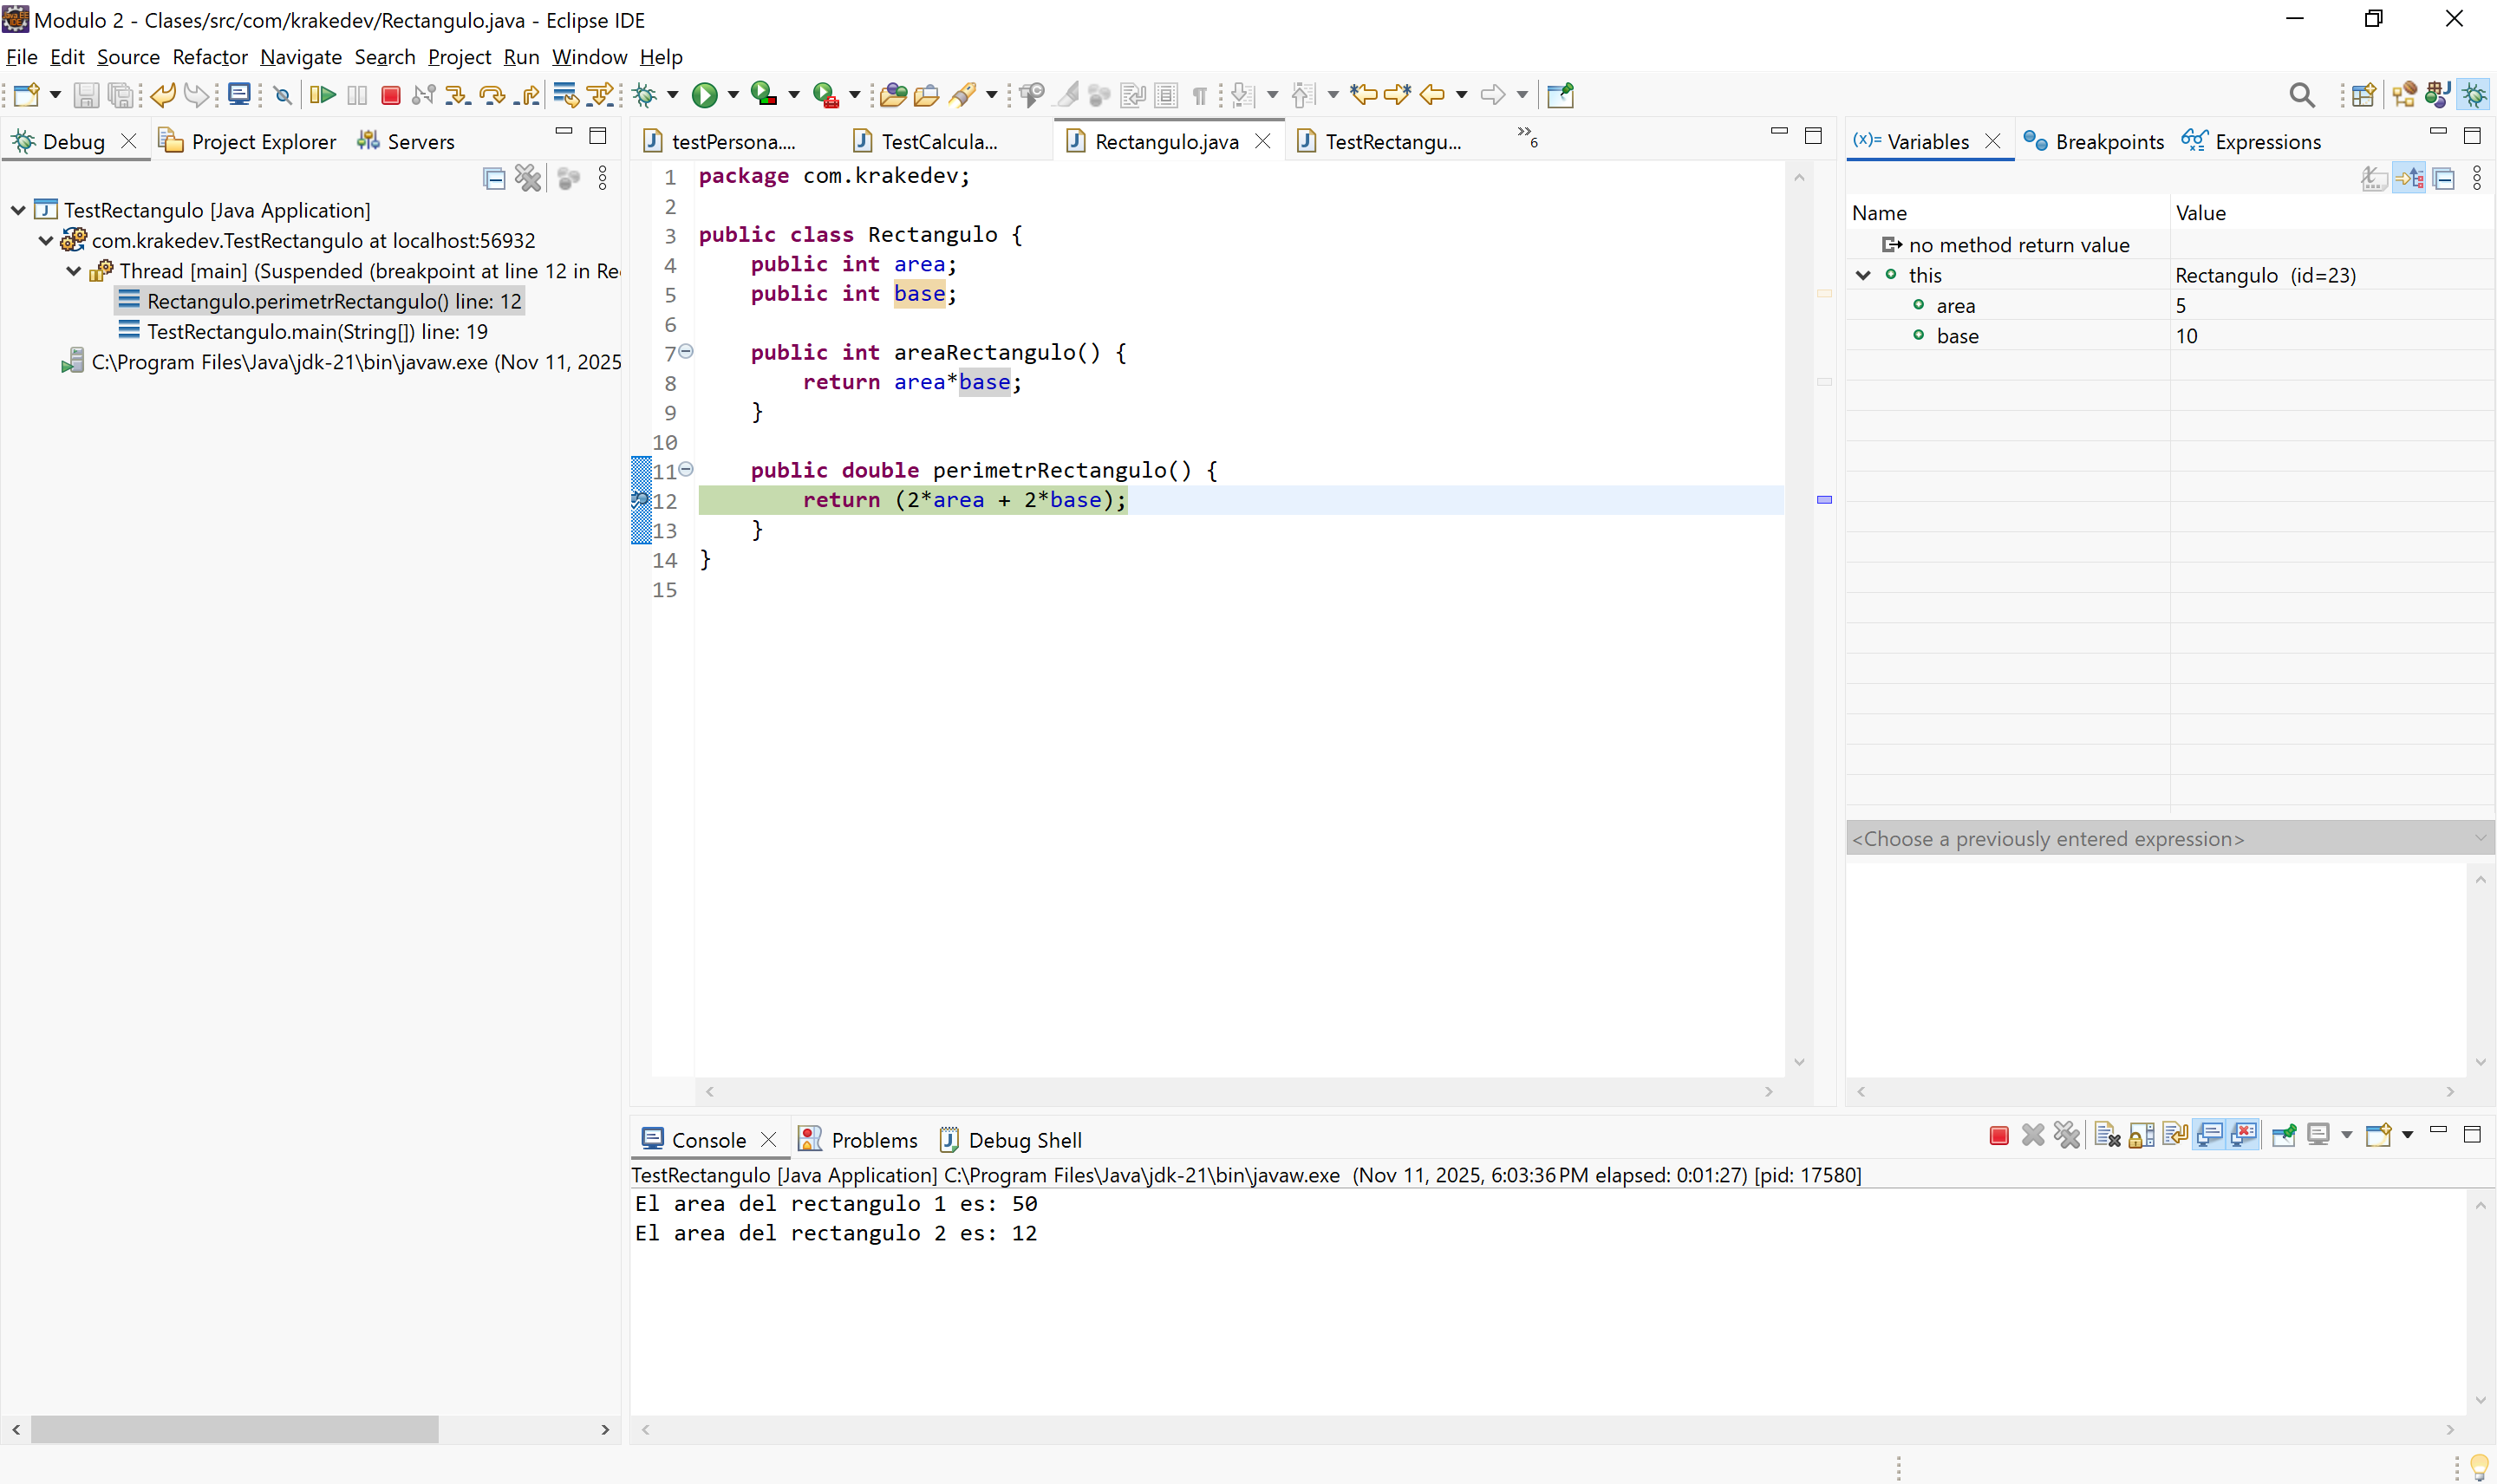 Modulo 2 - Clases/src/com/krakedev/Rectangulo.java - Eclipse IDE
File Edit Source Refactor Navigate Search Project Run Window Help
Debug Project Explorer Servers
TestRectangulo [Java Application]
com.krakedev.TestRectangulo at localhost:56932
Thread [main] (Suspended (breakpoint at line 12 in Re
Rectangulo.perimetrRectangulo() line: 12
TestRectangulo.main(String[]) line: 19
C:\Program Files\Java\jdk-21\bin\javaw.exe (Nov 11, 2025
testPersona.... TestCalcula... Rectangulo.java TestRectangu... »6
1 package com.krakedev;
2
3 public class Rectangulo {
4     public int area;
5     public int base;
6
7     public int areaRectangulo() {
8         return area*base;
9     }
10
11     public double perimetrRectangulo() {
12         return (2*area + 2*base);
13     }
14 }
15
(x)= Variables Breakpoints Expressions
Name Value
no method return value
this Rectangulo (id=23)
area 5
base 10
<Choose a previously entered expression>
Console Problems Debug Shell
TestRectangulo [Java Application] C:\Program Files\Java\jdk-21\bin\javaw.exe (Nov 11, 2025, 6:03:36 PM elapsed: 0:01:27) [pid: 17580]
El area del rectangulo 1 es: 50
El area del rectangulo 2 es: 12